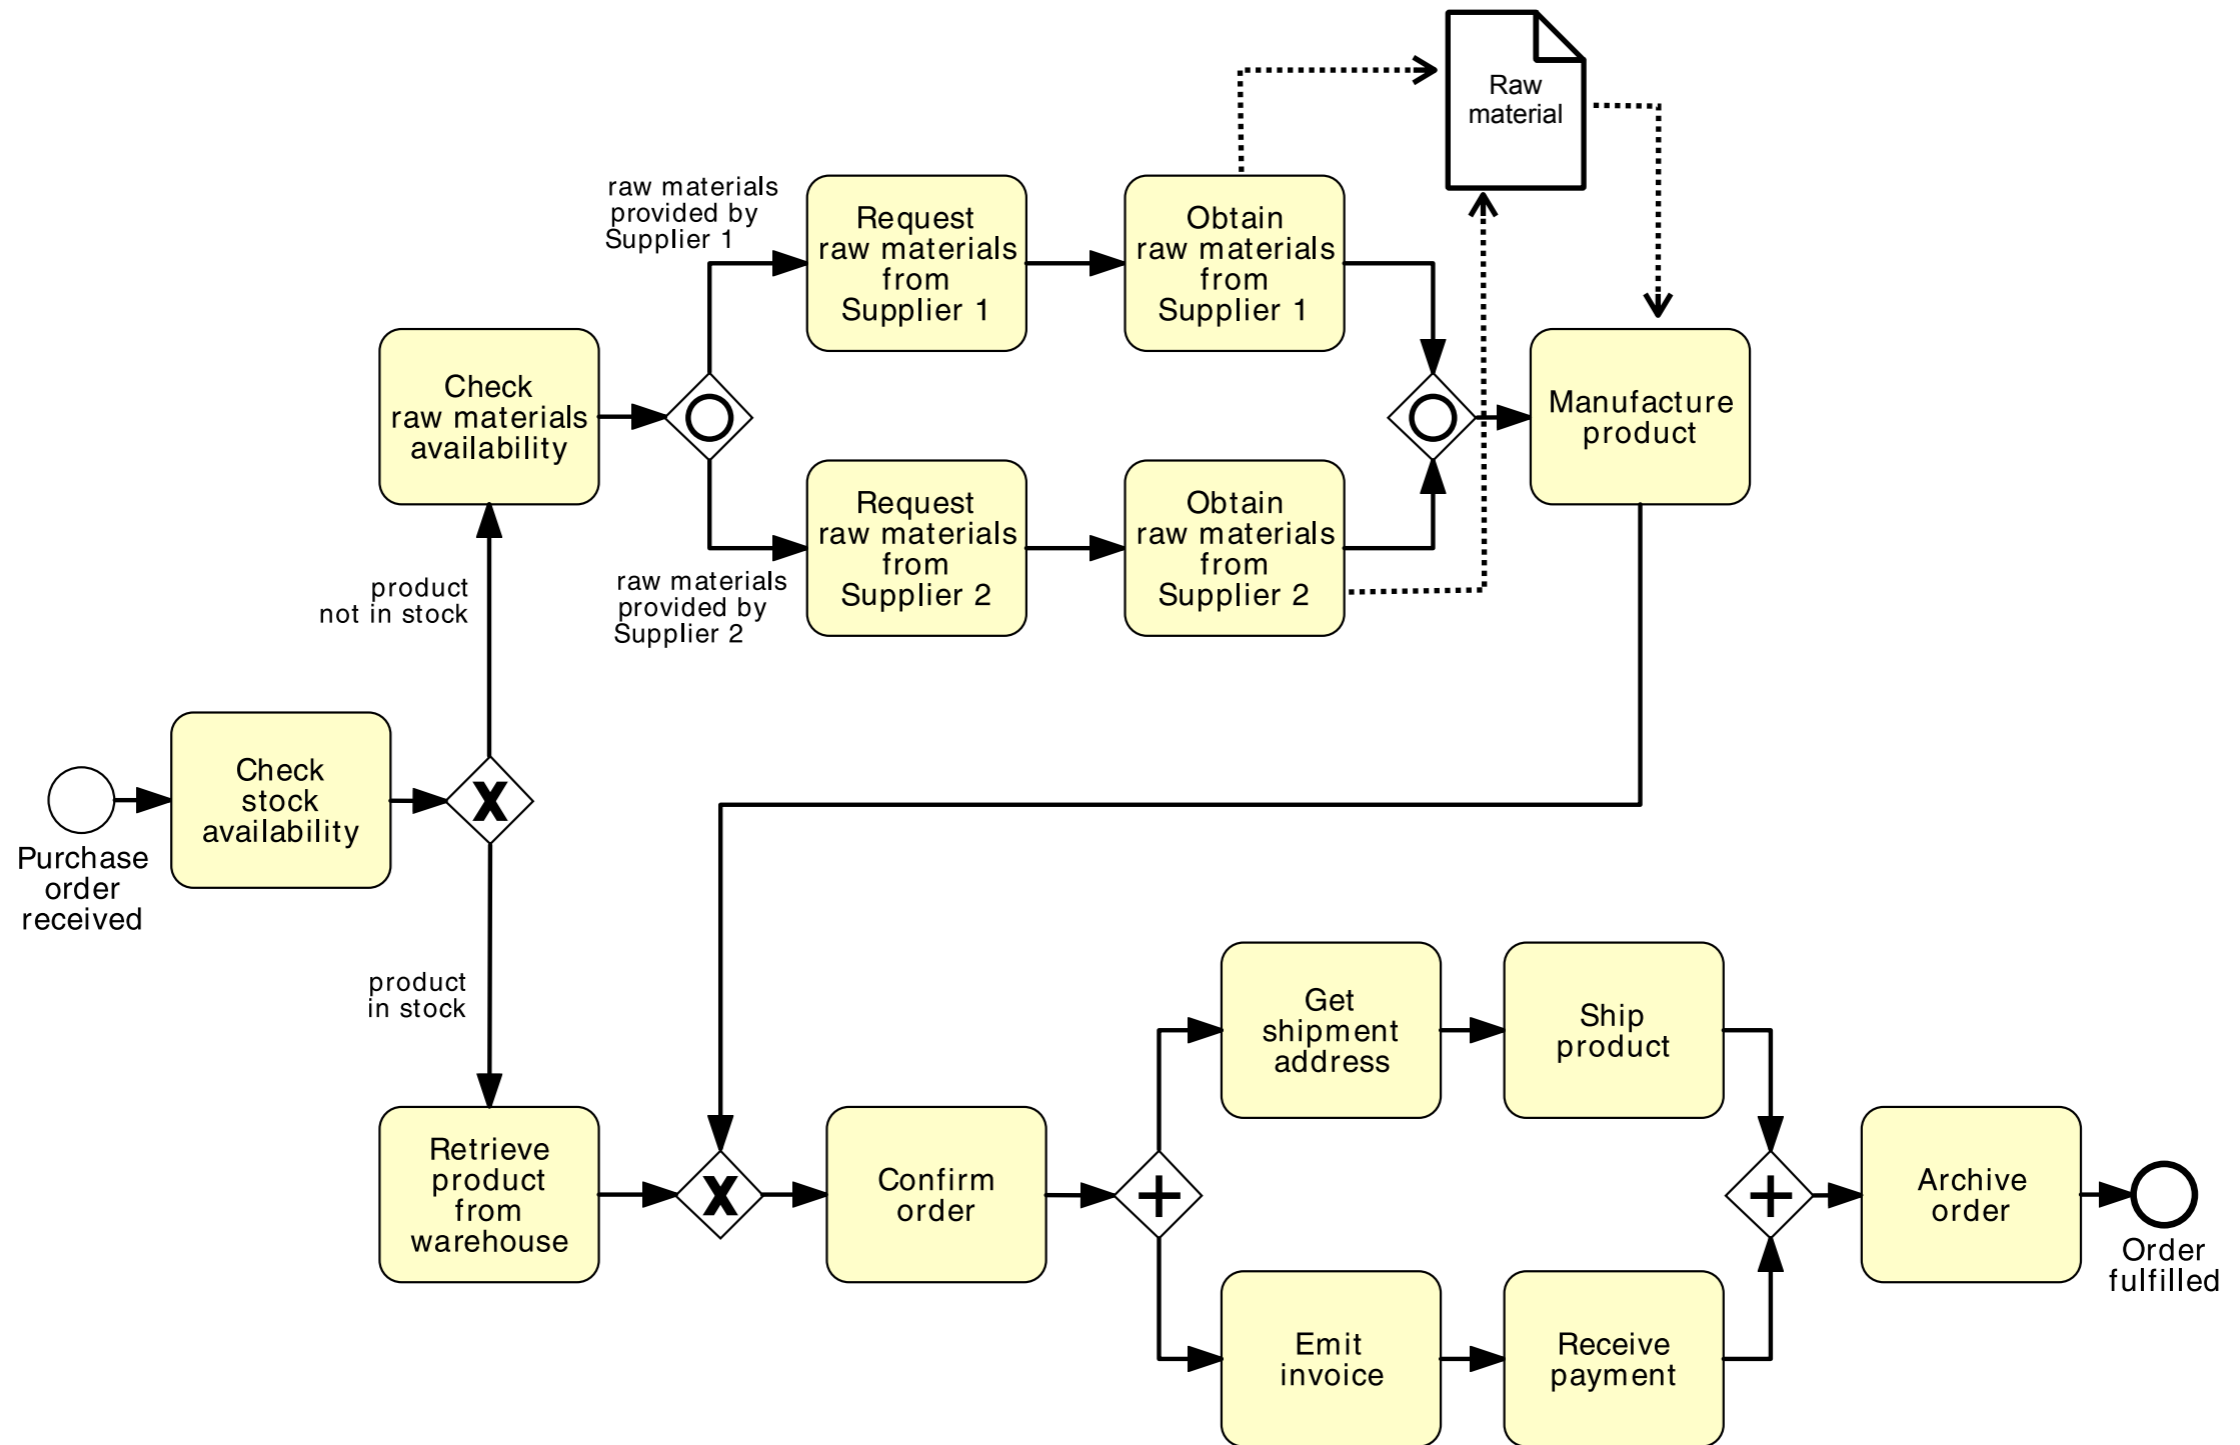 Raw
material
raw materials
provided by
Supplier 1
Request
raw materials
from
Supplier 1
Obtain
raw materials
from
Supplier 1
Check
raw materials
availability
Manufacture
product
Request
raw materials
from
Supplier 2
Obtain
raw materials
from
Supplier 2
raw materials
provided by
Supplier 2
product
not in stock
Check
stock
availability
X
Purchase
order
received
product
in stock
Get
shipment
address
Ship
product
Retrieve
product
from
warehouse
X
Confirm
order
Archive
order
Order
fulfilled
Emit
invoice
Receive
payment